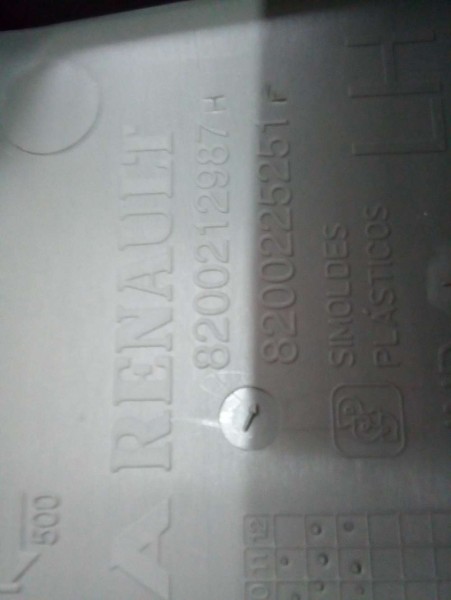 500
A RENAULT
8200212987 H
8200225251 F
SIMOLDES
PLÁSTICOS
LH
10 11 12